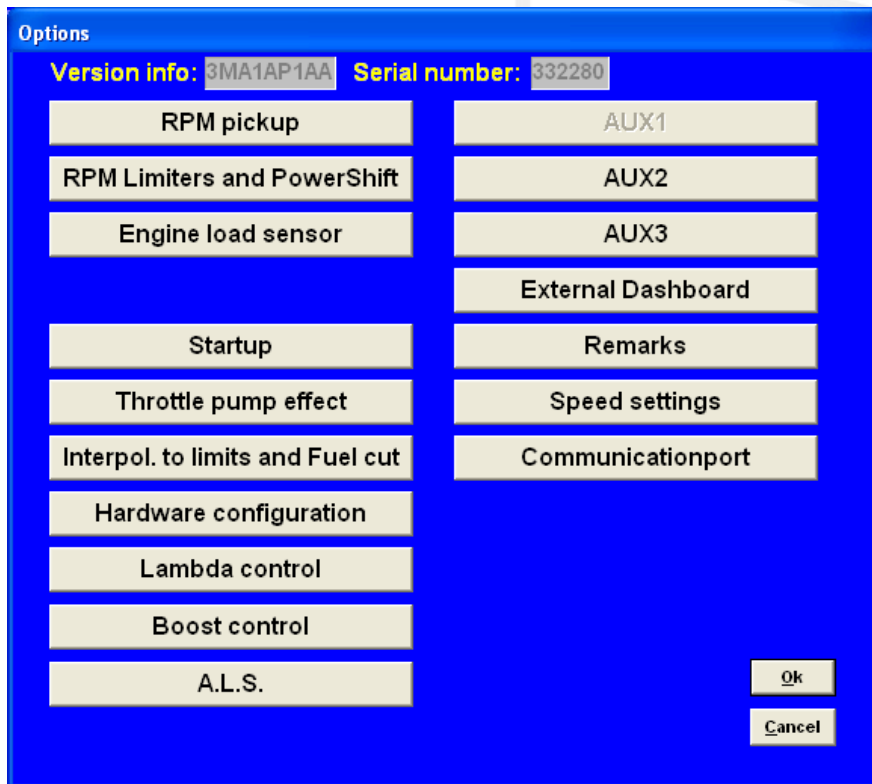 Options
Version info: 3MA1AP1AA Serial number: 332280
RPM pickup
RPM Limiters and PowerShift
Engine load sensor
Startup
Throttle pump effect
Interpol. to limits and Fuel cut
Hardware configuration
Lambda control
Boost control
A.L.S.
AUX1
AUX2
AUX3
External Dashboard
Remarks
Speed settings
Communicationport
Ok
Cancel